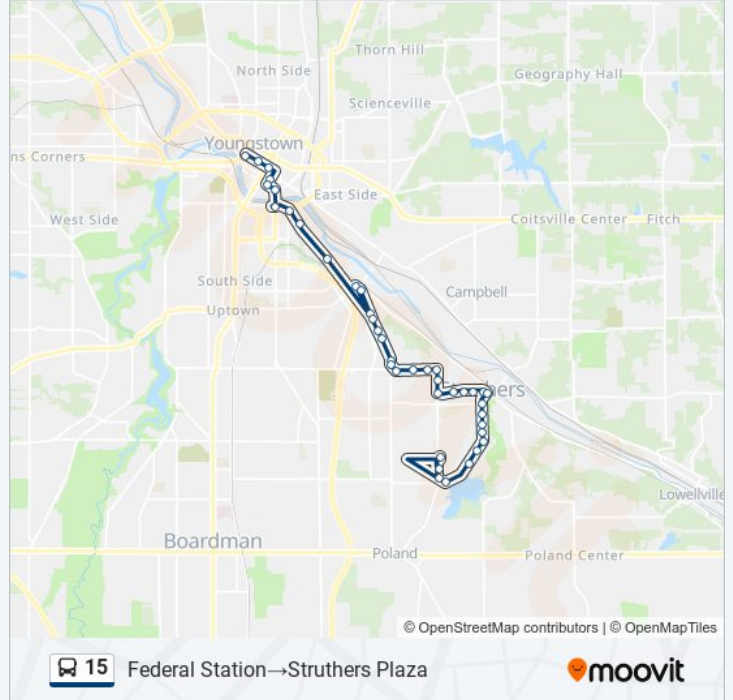 Thorn Hill
North Side
Geography Hall
Scienceville
Youngstown
ns Corners
East Side
West Side
Coitsville Center
Fitch
South Side
Campbell
Uptown
hers
Lowellville
Boardman
Poland
Poland Center
© OpenStreetMap contributors | © OpenMapTiles
15 Federal Station→Struthers Plaza
moovit